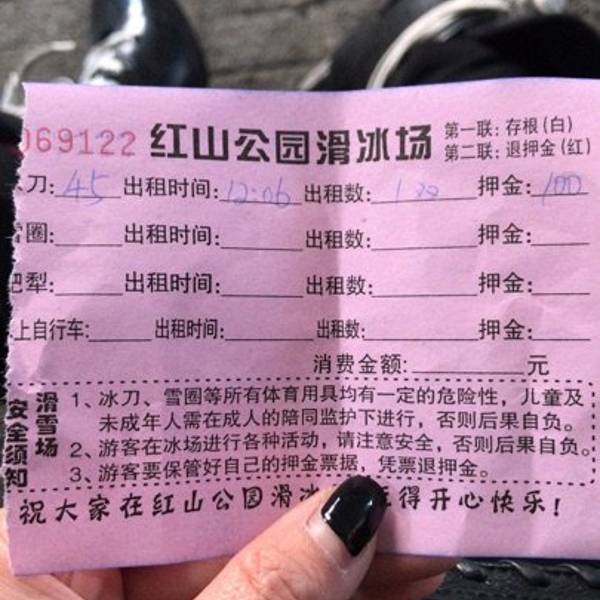 069122 红山公园滑冰场 第一联: 存根(白)
第二联: 退押金(红)
刀: 45 出租时间: 12:06 出租数: 押金: 100
圈: 出租时间: 出租数: 押金:
犁: 出租时间: 出租数: 押金:
上自行车: 出租时间: 出租数: 押金:
消费金额: 元
滑雪场
安全须知
1、冰刀、雪圈等所有体育用具均有一定的危险性，儿童及
未成年人需在成人的陪同监护下进行，否则后果自负。
2、游客在冰场进行各种活动，请注意安全，否则后果自负。
3、游客要保管好自己的押金票据，凭票退押金。
祝大家在红山公园滑冰 得开心快乐!